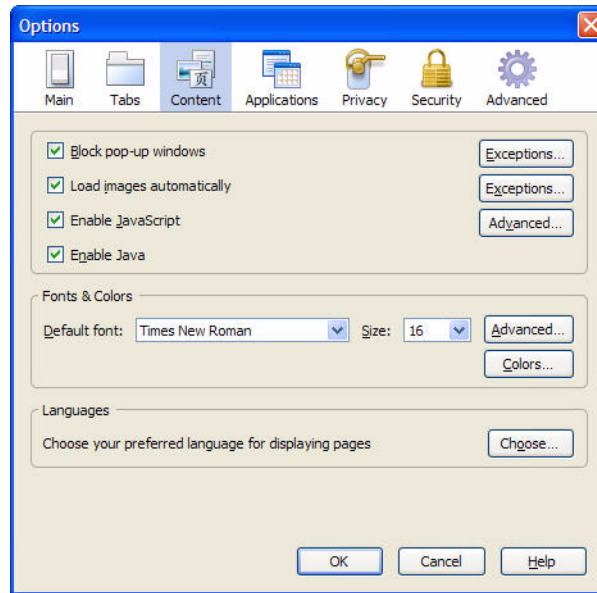 Options
Main Tabs Content Applications Privacy Security Advanced
页
Block pop-up windows Exceptions...
Load images automatically Exceptions...
Enable JavaScript Advanced...
Enable Java
Fonts & Colors
Default font: Times New Roman Size: 16 Advanced...
Colors...
Languages
Choose your preferred language for displaying pages Choose...
OK Cancel Help